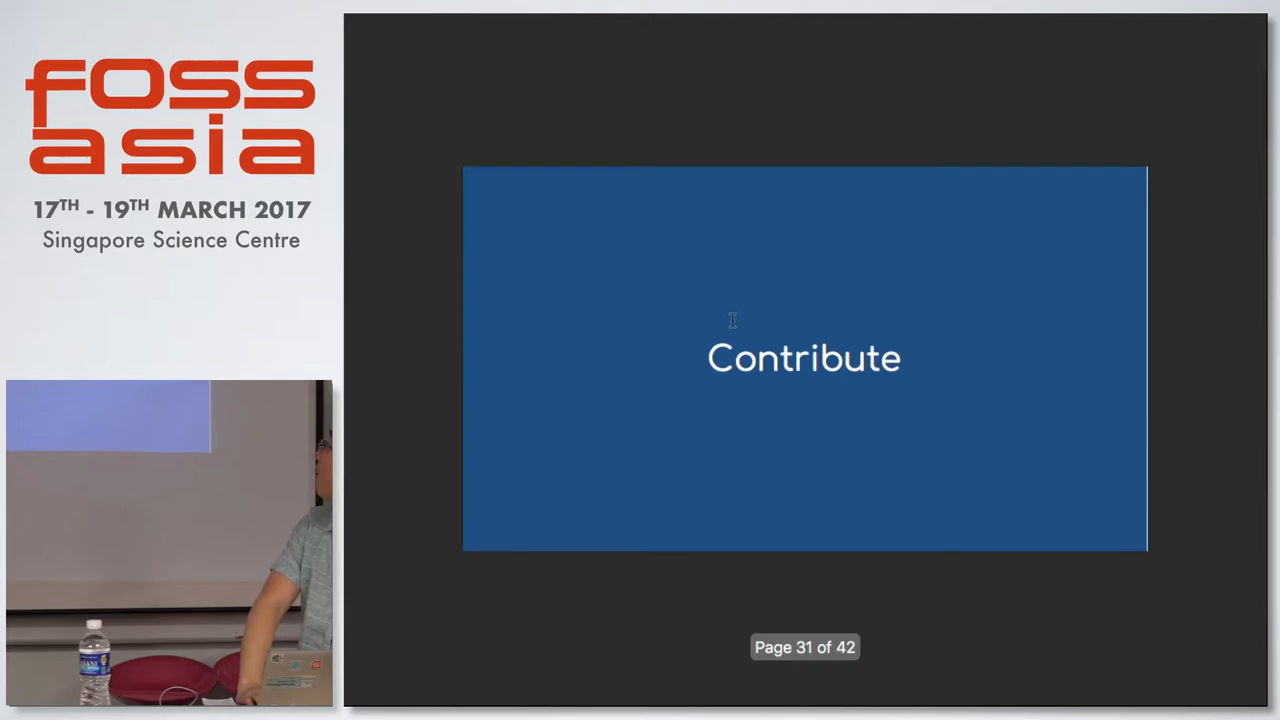 foss
asia
17TH - 19TH MARCH 2017
Singapore Science Centre
Contribute
Page 31 of 42